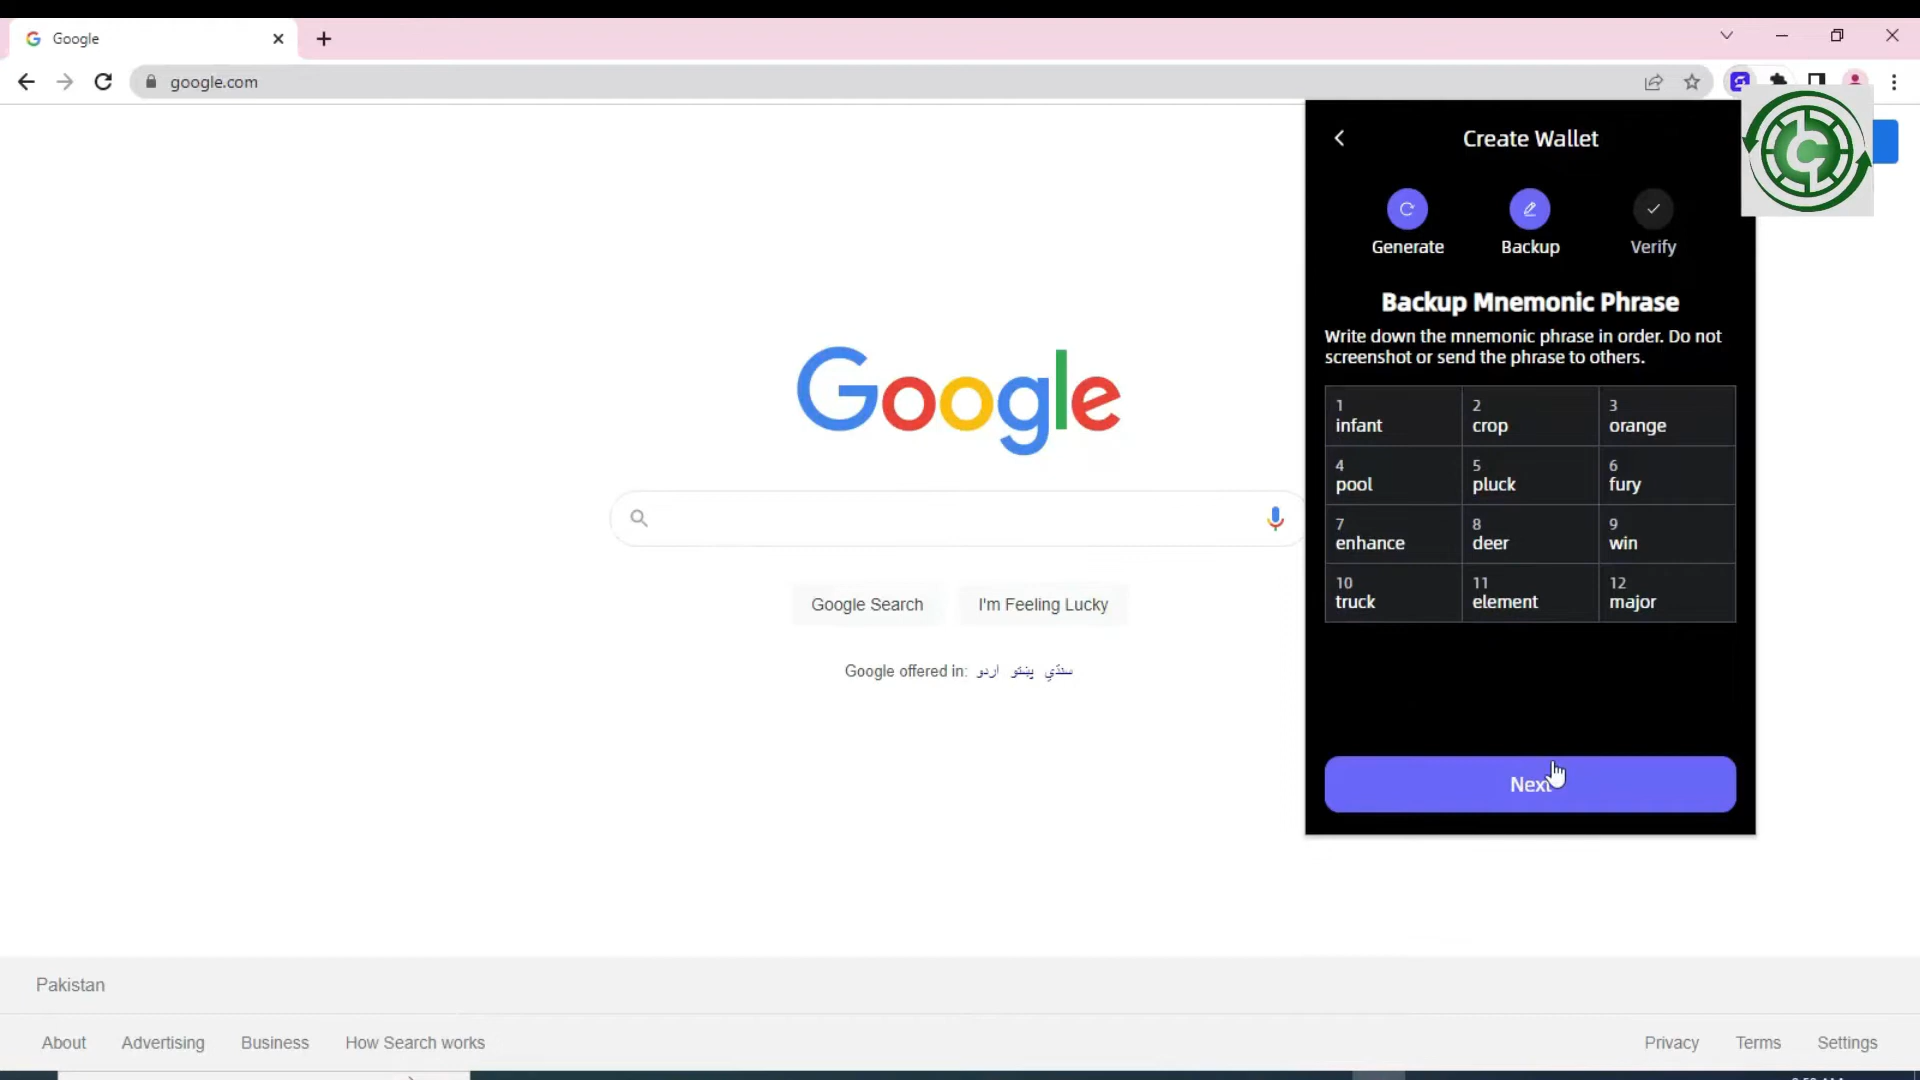 Google
google.com
Create Wallet
Generate
Backup
Verify
Backup Mnemonic Phrase
Write down the mnemonic phrase in order. Do not
screenshot or send the phrase to others.
1 2 3
infant crop orange
4 5 6
pool pluck fury
7 8 9
enhance deer win
10 11 12
truck element major
Next
Google
Google Search
I'm Feeling Lucky
Google offered in: اردو پښتو سنڌي
Pakistan
About Advertising Business How Search works
Privacy Terms Settings